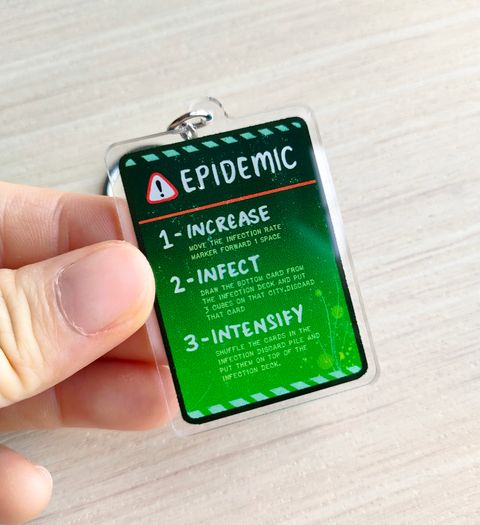 ! EPIDEMIC
1-INCREASE
MOVE THE INFECTION RATE
MARKER FORWARD 1 SPACE
2-INFECT
DRAW THE BOTTOM CARD FROM
THE INFECTION DECK AND PUT
3 CUBES ON THAT CITY.DISCARD
THAT CARD
3-INTENSIFY
SHUFFLE THE CARDS IN THE
INFECTION DISCARD PILE AND
PUT THEM ON TOP OF THE
INFECTION DECK.